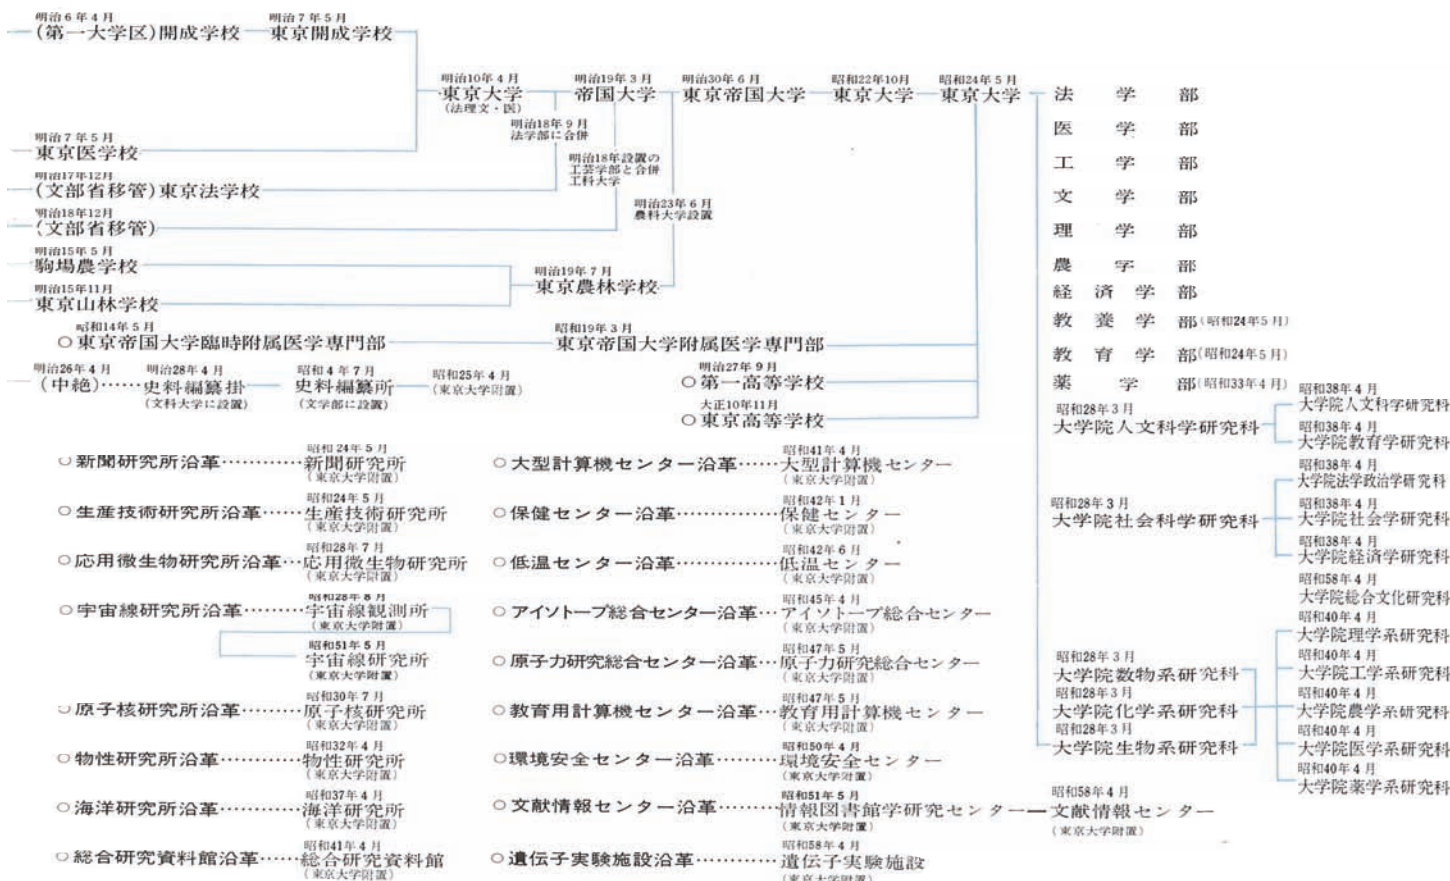 明治6年4月
(第一大学区)開成学校
明治7年5月
東京開成学校
明治10年4月
東京大学
(法理文・医)
明治19年3月
帝国大学
明治30年6月
東京帝国大学
昭和22年10月
東京大学
昭和24年5月
東京大学
明治18年9月
法学部に合併
明治7年5月
東京医学校
明治18年設置の
工芸学部と合併
工科大学
明治17年12月
(文部省移管)東京法学校
明治18年12月
(文部省移管)
明治23年6月
農科大学設置
明治15年5月
駒場農学校
明治19年7月
東京農林学校
明治15年11月
東京山林学校
昭和14年5月
○東京帝国大学臨時附属医学専門部
昭和19年3月
東京帝国大学附属医学専門部
明治26年4月
(中絶)……
明治28年4月
史料編纂掛
(文科大学に設置)
昭和4年7月
史料編纂所
(文学部に設置)
昭和25年4月
(東京大学附置)
明治27年9月
○第一高等学校
大正10年11月
○東京高等学校
法学部
医学部
工学部
文学部
理学部
農学部
経済学部
教養学部(昭和24年5月)
教育学部(昭和24年5月)
薬学部(昭和33年4月)
昭和28年3月
大学院人文科学研究科
昭和38年4月
大学院人文科学研究科
昭和38年4月
大学院教育学研究科
昭和28年3月
大学院社会科学研究科
昭和38年4月
大学院法学政治学研究科
昭和38年4月
大学院社会学研究科
昭和38年4月
大学院経済学研究科
昭和58年4月
大学院総合文化研究科
昭和28年3月
大学院数物系研究科
昭和28年3月
大学院化学系研究科
昭和28年3月
大学院生物系研究科
昭和40年4月
大学院理学系研究科
昭和40年4月
大学院工学系研究科
昭和40年4月
大学院農学系研究科
昭和40年4月
大学院医学系研究科
昭和40年4月
大学院薬学系研究科
昭和24年5月
○新聞研究所沿革…………新聞研究所
(東京大学附置)
昭和24年5月
○生産技術研究所沿革……生産技術研究所
(東京大学附置)
昭和28年7月
○応用微生物研究所沿革…応用微生物研究所
(東京大学附置)
昭和28年8月
○宇宙線研究所沿革………宇宙線観測所
(東京大学附置)
昭和51年5月
宇宙線研究所
(東京大学附置)
昭和30年7月
○原子核研究所沿革………原子核研究所
(東京大学附置)
昭和32年4月
○物性研究所沿革…………物性研究所
(東京大学附置)
昭和37年4月
○海洋研究所沿革…………海洋研究所
(東京大学附置)
昭和41年4月
○総合研究資料館沿革……総合研究資料館
(東京大学附置)
昭和41年4月
○大型計算機センター沿革……大型計算機センター
(東京大学附置)
昭和42年1月
○保健センター沿革……………保健センター
(東京大学附置)
昭和42年6月
○低温センター沿革……………低温センター
(東京大学附置)
昭和45年4月
○アイソトープ総合センター沿革…アイソトープ総合センター
(東京大学附置)
昭和47年5月
○原子力研究総合センター沿革…原子力研究総合センター
(東京大学附置)
昭和47年5月
○教育用計算機センター沿革…教育用計算機センター
(東京大学附置)
昭和50年4月
○環境安全センター沿革………環境安全センター
(東京大学附置)
昭和51年5月
○文献情報センター沿革………情報図書館学研究センター
(東京大学附置)
昭和58年4月
文献情報センター
(東京大学附置)
昭和58年4月
○遺伝子実験施設沿革…………遺伝子実験施設
(東京大学附置)